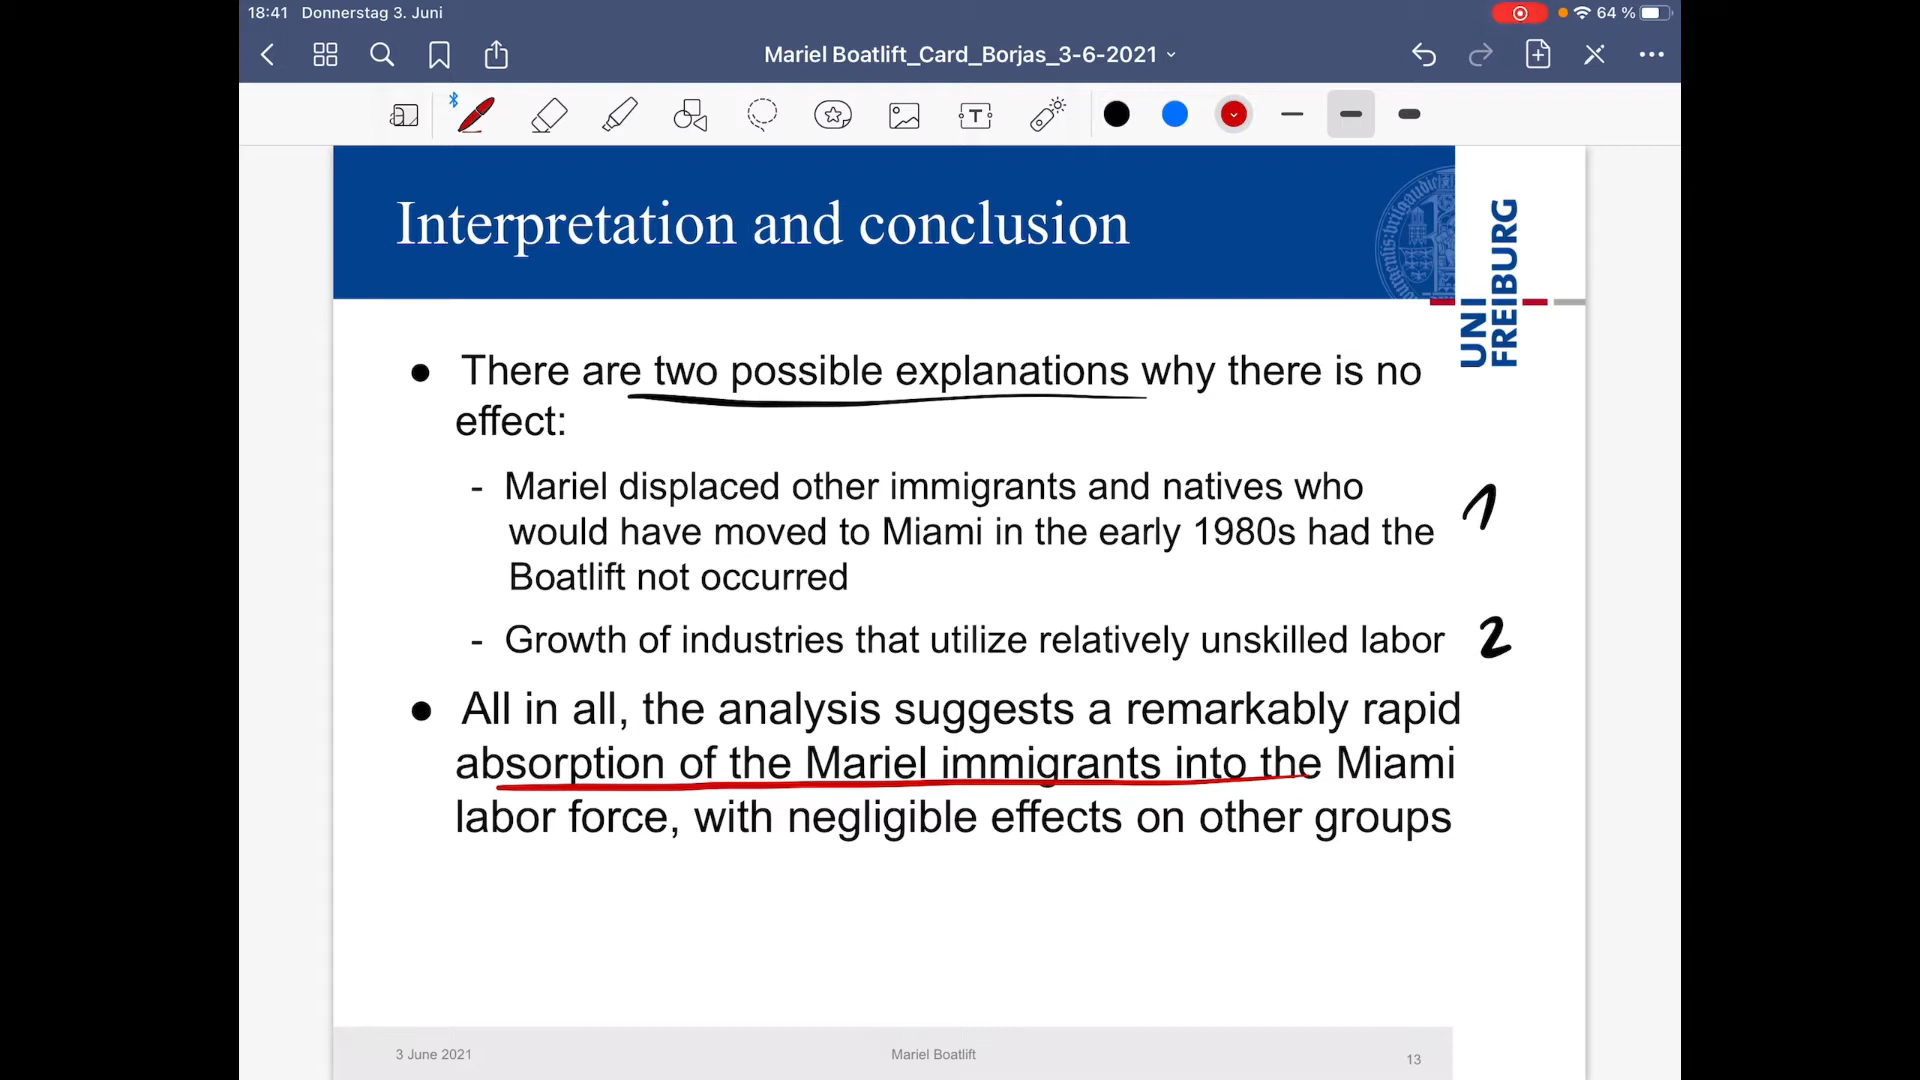 18:41 Donnerstag 3. Juni
64 %
Mariel Boatlift_Card_Borjas_3-6-2021
T
Interpretation and conclusion
UNI
FREIBURG
There are two possible explanations why there is no
effect:
- Mariel displaced other immigrants and natives who
would have moved to Miami in the early 1980s had the
Boatlift not occurred
1
- Growth of industries that utilize relatively unskilled labor
2
All in all, the analysis suggests a remarkably rapid
absorption of the Mariel immigrants into the Miami
labor force, with negligible effects on other groups
3 June 2021
Mariel Boatlift
13